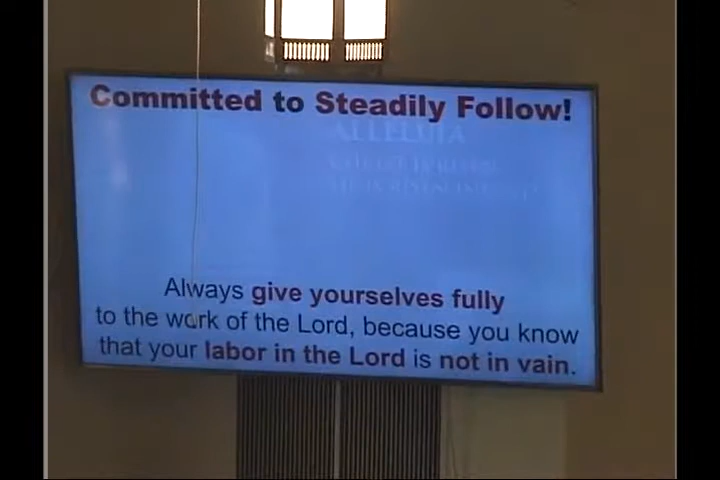 Committed to Steadily Follow!
ALLELUIA
Always give yourselves fully
to the work of the Lord, because you know
that your labor in the Lord is not in vain.